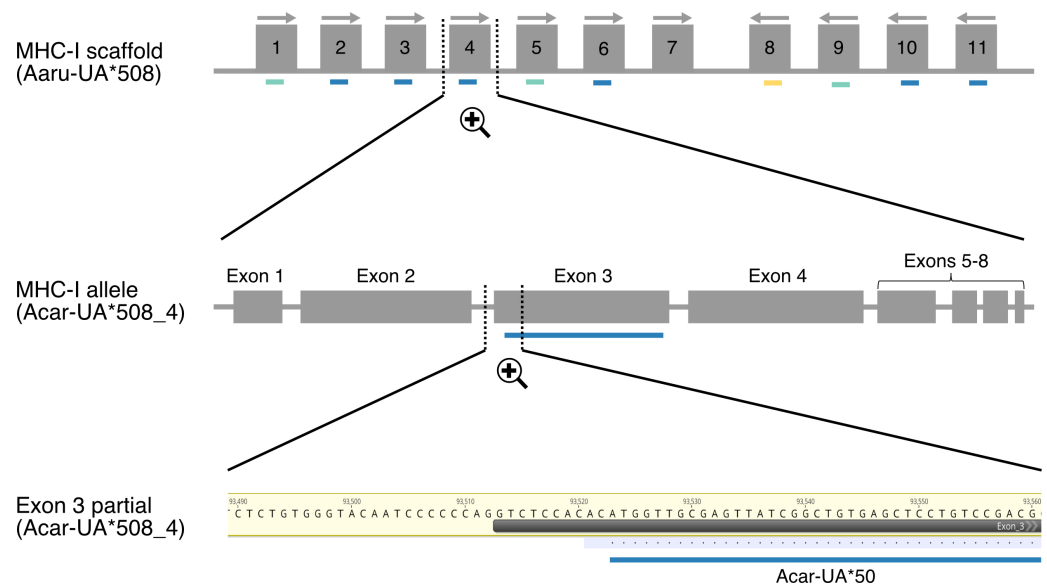 MHC-I scaffold
(Aaru-UA*508)
1 2 3 4 5 6 7 8 9 10 11
Exon 1 Exon 2 Exon 3 Exon 4 Exons 5-8
MHC-I allele
(Acar-UA*508_4)
Exon 3 partial
(Acar-UA*508_4)
93,490 93,500 93,510 93,520 93,530 93,540 93,550 93,560
T C T C T G T G G G T A C A A T C C C C C C A G G T C T C C A C A C A T G G T T G C G A G T T A T C G G C T G T G A G C T C C T G T C C G A C G
Exon_3
Acar-UA*50